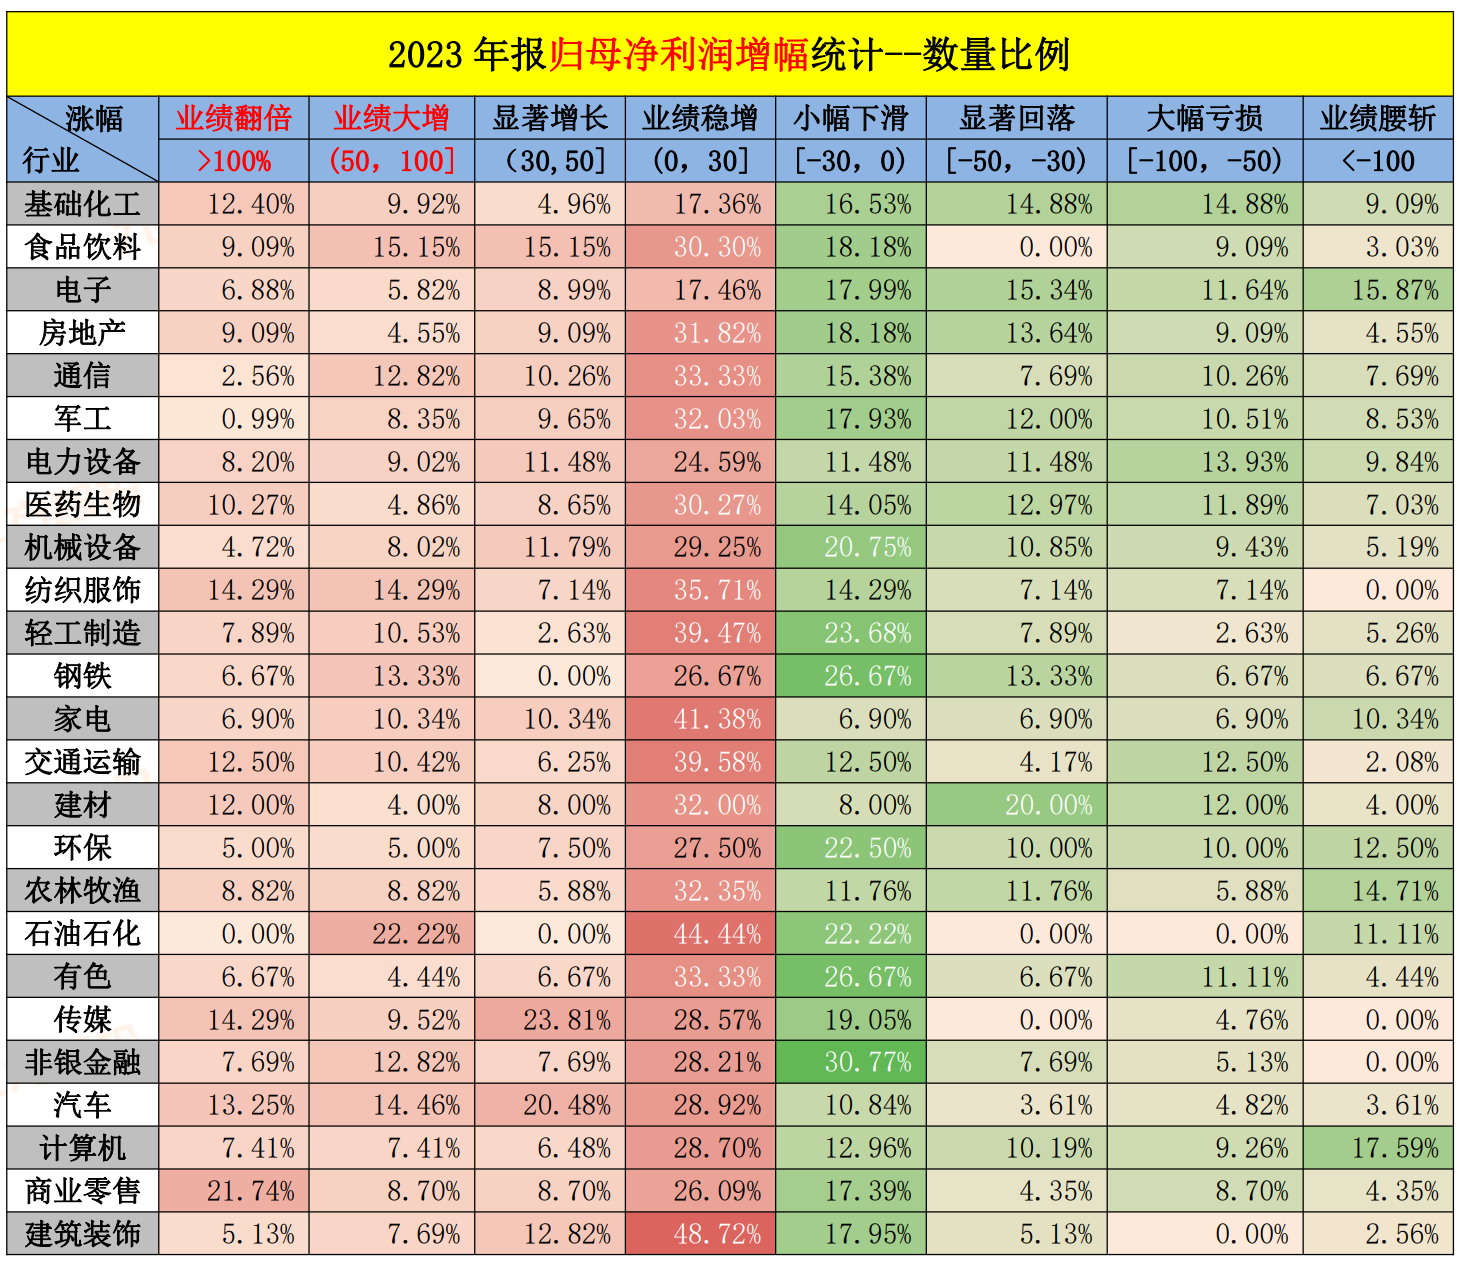 2023 年报归母净利润增幅统计--数量比例
涨幅 业绩翻倍 业绩大增 显著增长 业绩稳增 小幅下滑 显著回落 大幅亏损 业绩腰斩
行业 >100% (50, 100] （30,50] (0, 30] [-30, 0) [-50, -30) [-100, -50) <-100
基础化工 12.40% 9.92% 4.96% 17.36% 16.53% 14.88% 14.88% 9.09%
食品饮料 9.09% 15.15% 15.15% 30.30% 18.18% 0.00% 9.09% 3.03%
电子 6.88% 5.82% 8.99% 17.46% 17.99% 15.34% 11.64% 15.87%
房地产 9.09% 4.55% 9.09% 31.82% 18.18% 13.64% 9.09% 4.55%
通信 2.56% 12.82% 10.26% 33.33% 15.38% 7.69% 10.26% 7.69%
军工 0.99% 8.35% 9.65% 32.03% 17.93% 12.00% 10.51% 8.53%
电力设备 8.20% 9.02% 11.48% 24.59% 11.48% 11.48% 13.93% 9.84%
医药生物 10.27% 4.86% 8.65% 30.27% 14.05% 12.97% 11.89% 7.03%
机械设备 4.72% 8.02% 11.79% 29.25% 20.75% 10.85% 9.43% 5.19%
纺织服饰 14.29% 14.29% 7.14% 35.71% 14.29% 7.14% 7.14% 0.00%
轻工制造 7.89% 10.53% 2.63% 39.47% 23.68% 7.89% 2.63% 5.26%
钢铁 6.67% 13.33% 0.00% 26.67% 26.67% 13.33% 6.67% 6.67%
家电 6.90% 10.34% 10.34% 41.38% 6.90% 6.90% 6.90% 10.34%
交通运输 12.50% 10.42% 6.25% 39.58% 12.50% 4.17% 12.50% 2.08%
建材 12.00% 4.00% 8.00% 32.00% 8.00% 20.00% 12.00% 4.00%
环保 5.00% 5.00% 7.50% 27.50% 22.50% 10.00% 10.00% 12.50%
农林牧渔 8.82% 8.82% 5.88% 32.35% 11.76% 11.76% 5.88% 14.71%
石油石化 0.00% 22.22% 0.00% 44.44% 22.22% 0.00% 0.00% 11.11%
有色 6.67% 4.44% 6.67% 33.33% 26.67% 6.67% 11.11% 4.44%
传媒 14.29% 9.52% 23.81% 28.57% 19.05% 0.00% 4.76% 0.00%
非银金融 7.69% 12.82% 7.69% 28.21% 30.77% 7.69% 5.13% 0.00%
汽车 13.25% 14.46% 20.48% 28.92% 10.84% 3.61% 4.82% 3.61%
计算机 7.41% 7.41% 6.48% 28.70% 12.96% 10.19% 9.26% 17.59%
商业零售 21.74% 8.70% 8.70% 26.09% 17.39% 4.35% 8.70% 4.35%
建筑装饰 5.13% 7.69% 12.82% 48.72% 17.95% 5.13% 0.00% 2.56%